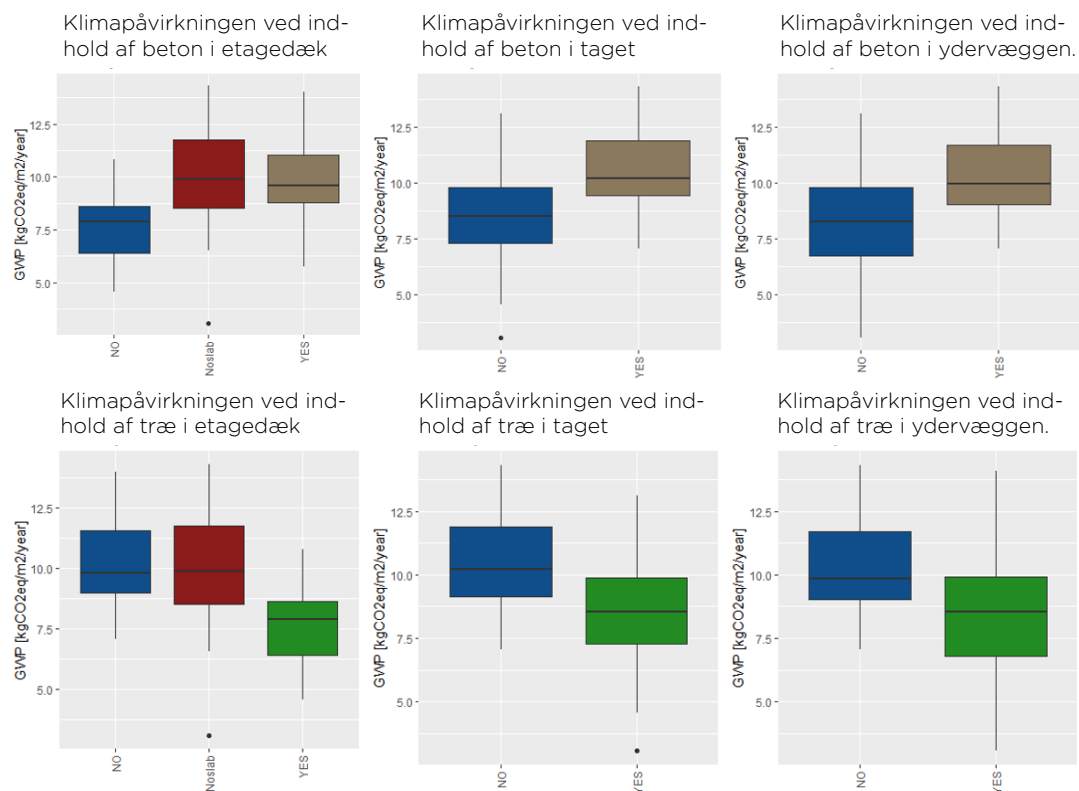 Klimapåvirkningen ved ind-
hold af beton i etagedæk
GWP [kgCO2eq/m2/year]
12.5
10.0
7.5
5.0
NO
Noslab
YES
Klimapåvirkningen ved ind-
hold af beton i taget
GWP [kgCO2eq/m2/year]
12.5
10.0
7.5
5.0
NO
YES
Klimapåvirkningen ved ind-
hold af beton i ydervæggen.
GWP [kgCO2eq/m2/year]
12.5
10.0
7.5
5.0
NO
YES
Klimapåvirkningen ved ind-
hold af træ i etagedæk
GWP [kgCO2eq/m2/year]
12.5
10.0
7.5
5.0
NO
Noslab
YES
Klimapåvirkningen ved ind-
hold af træ i taget
GWP [kgCO2eq/m2/year]
12.5
10.0
7.5
5.0
NO
YES
Klimapåvirkningen ved ind-
hold af træ i ydervæggen.
GWP [kgCO2eq/m2/year]
12.5
10.0
7.5
5.0
NO
YES